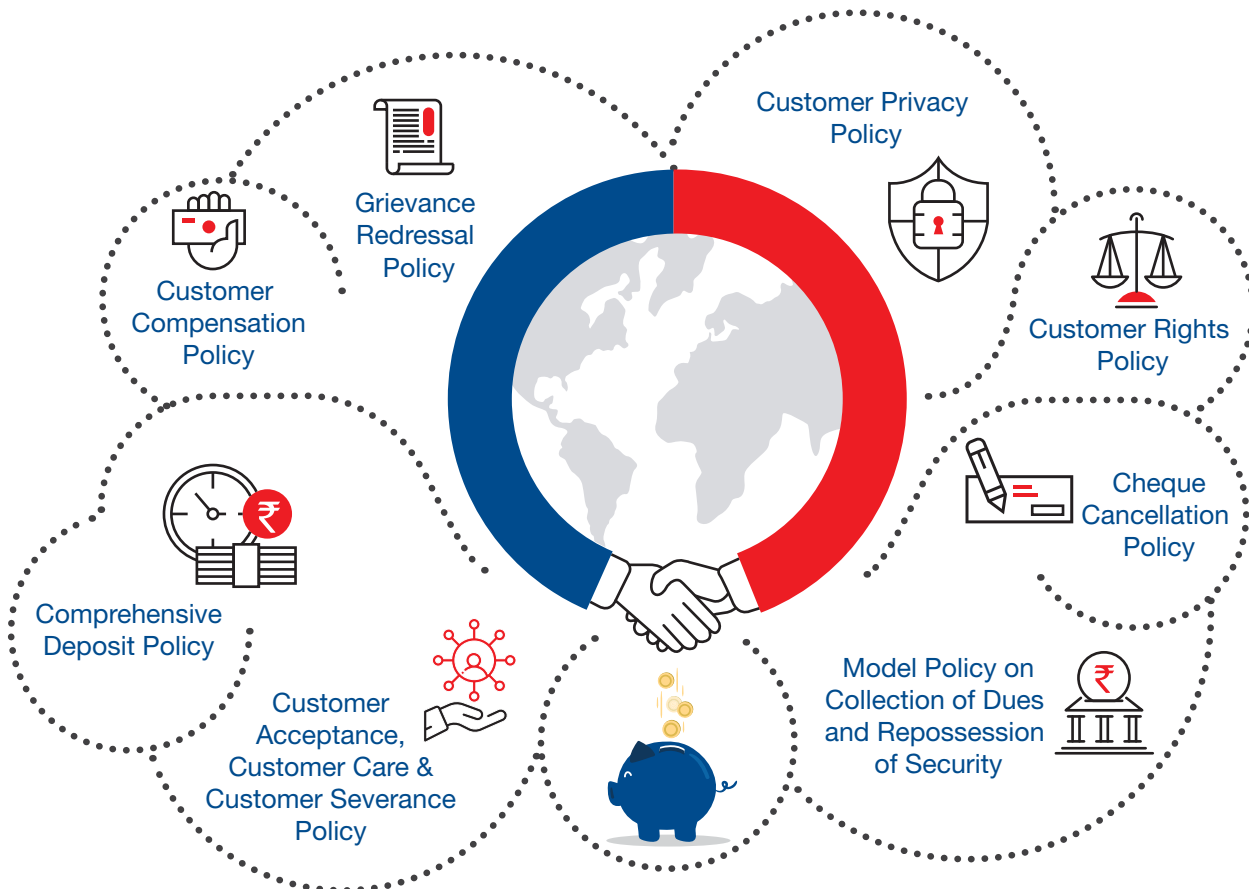 Customer Privacy
Policy
Grievance
Redressal
Policy
Customer
Compensation
Policy
Customer Rights
Policy
Cheque
Cancellation
Policy
₹
Comprehensive
Deposit Policy
Customer
Acceptance,
Customer Care &
Customer Severance
Policy
Model Policy on
Collection of Dues
and Repossession
of Security
₹